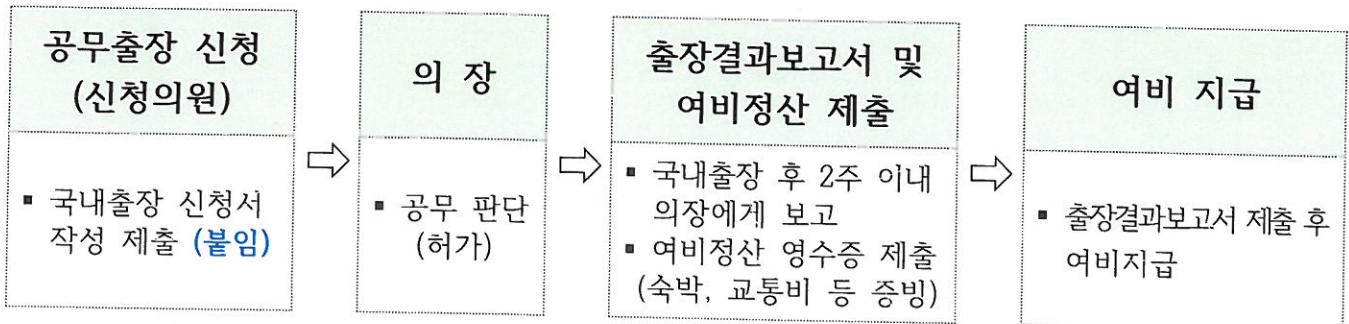 공무출장 신청
(신청의원)
▪ 국내출장 신청서
작성 제출 (붙임)
의 장
▪ 공무 판단
(허가)
출장결과보고서 및
여비정산 제출
▪ 국내출장 후 2주 이내
의장에게 보고
▪ 여비정산 영수증 제출
(숙박, 교통비 등 증빙)
여비 지급
▪ 출장결과보고서 제출 후
여비지급